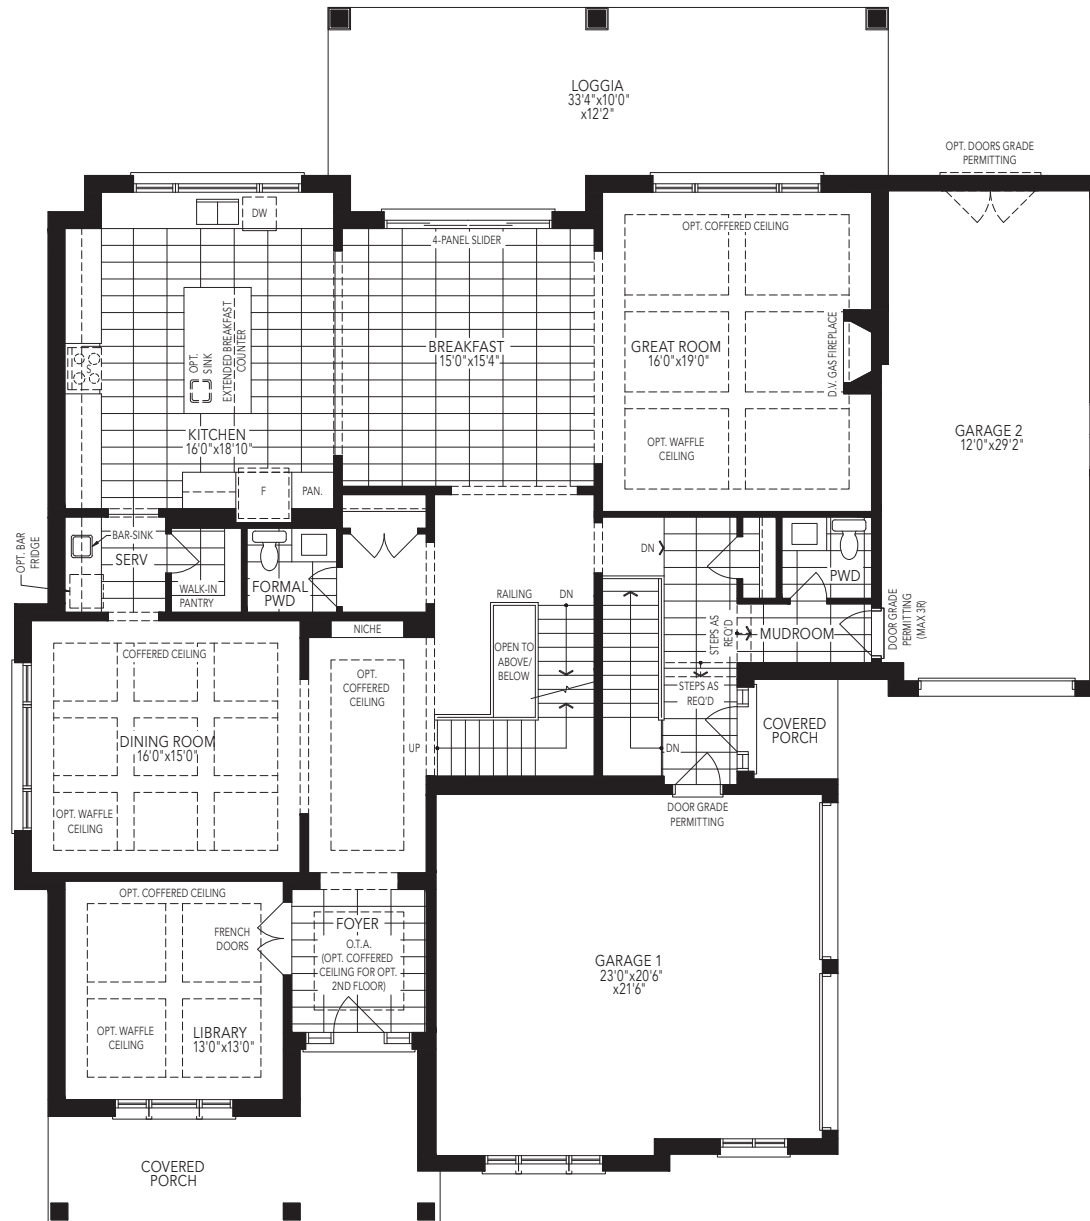 LOGGIA
33'4"x10'0"
x12'2"
OPT. DOORS GRADE
PERMITTING
DW
4-PANEL SLIDER
OPT. COFFERED CEILING
OPT.
SINK
EXTENDED BREAKFAST
COUNTER
S
BREAKFAST
15'0"x15'4"
GREAT ROOM
16'0"x19'0"
D.V. GAS FIREPLACE
KITCHEN
16'0"x18'10"
OPT. WAFFLE
CEILING
GARAGE 2
12'0"x29'2"
F
PAN.
OPT. BAR
FRIDGE
BAR-SINK
SERV
WALK-IN
PANTRY
FORMAL
PWD
DN
PWD
RAILING
DN
NICHE
OPEN TO
ABOVE/
BELOW
STEPS AS
REQ'D
MUDROOM
DOOR GRADE
PERMITTING
(MAX 3R)
COFFERED CEILING
OPT.
COFFERED
CEILING
STEPS AS
REQ'D
DINING ROOM
16'0"x15'0"
UP
DN
COVERED
PORCH
OPT. WAFFLE
CEILING
DOOR GRADE
PERMITTING
OPT. COFFERED CEILING
FRENCH
DOORS
FOYER
O.T.A.
(OPT. COFFERED
CEILING FOR OPT.
2ND FLOOR)
GARAGE 1
23'0"x20'6"
x21'6"
OPT. WAFFLE
CEILING
LIBRARY
13'0"x13'0"
COVERED
PORCH